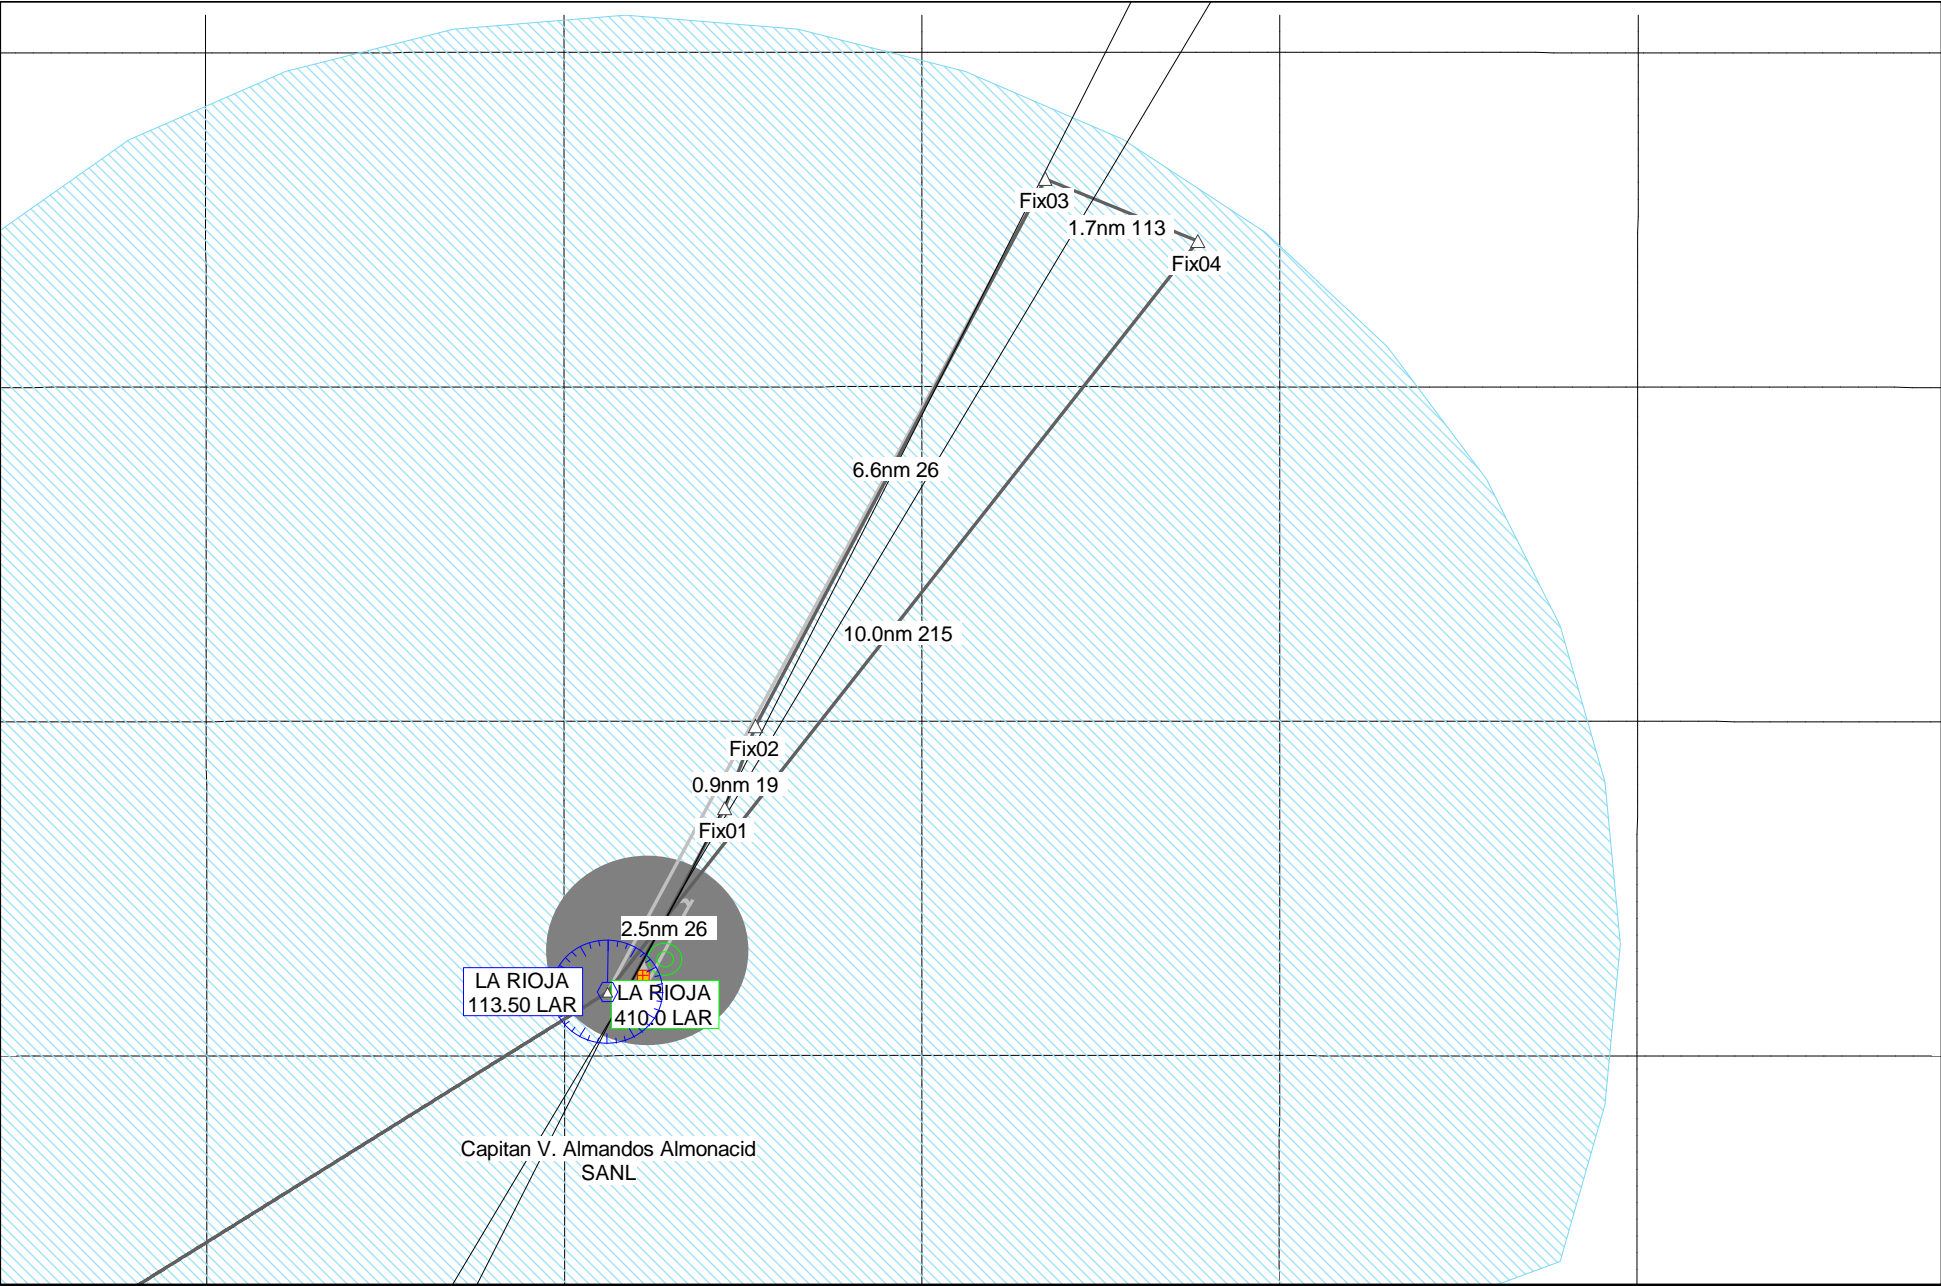 Fix03
1.7nm 113
Fix04
6.6nm 26
10.0nm 215
Fix02
0.9nm 19
Fix01
2.5nm 26
LA RIOJA
113.50 LAR
LA RIOJA
410.0 LAR
Capitan V. Almandos Almonacid
SANL